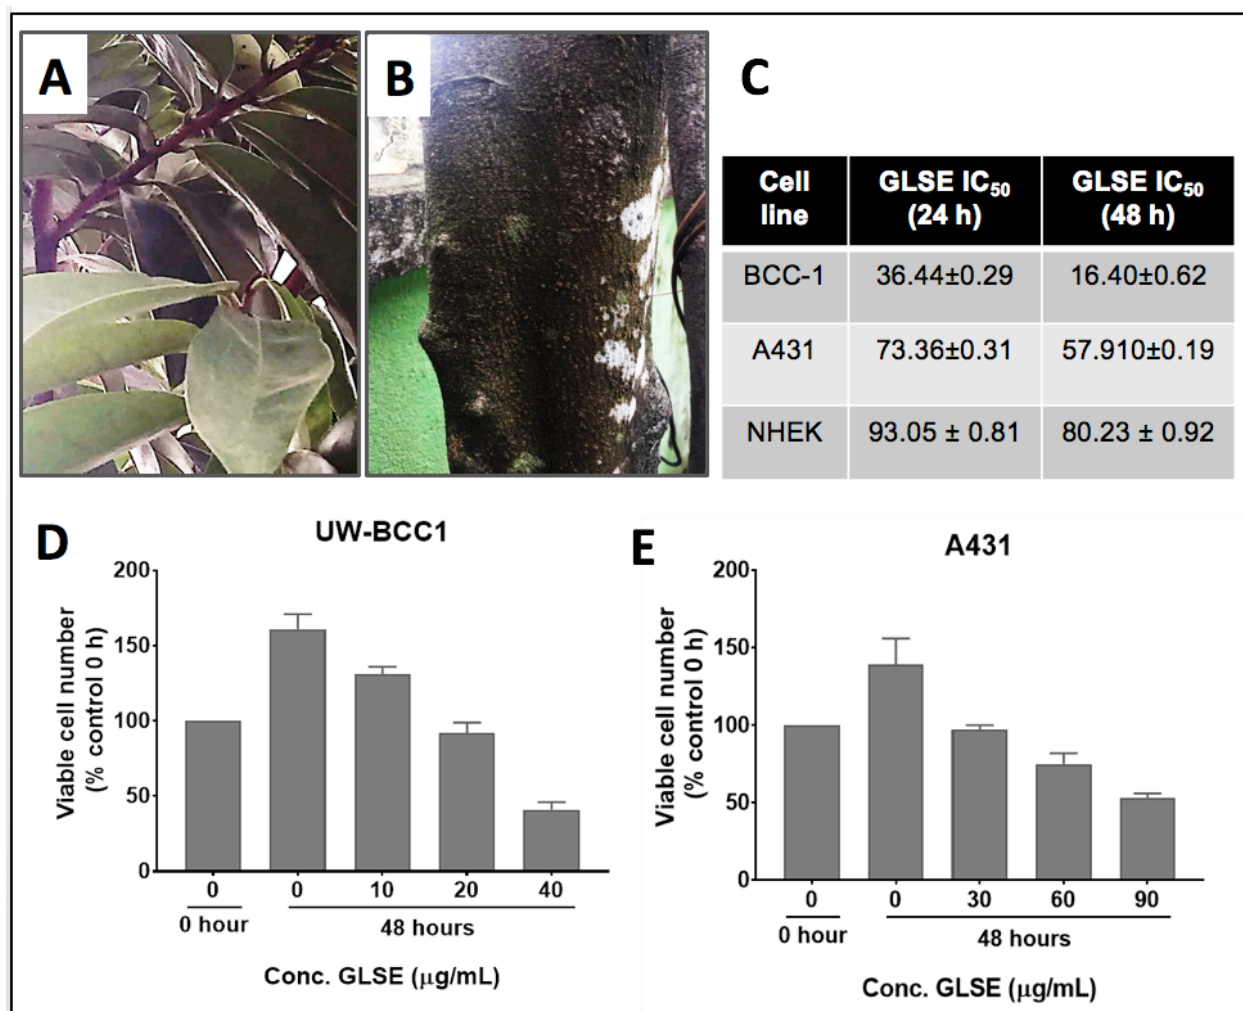 A
B
C
Cell line GLSE IC50 (24 h) GLSE IC50 (48 h)
BCC-1 36.44±0.29 16.40±0.62
A431 73.36±0.31 57.910±0.19
NHEK 93.05 ± 0.81 80.23 ± 0.92
D
UW-BCC1
Viable cell number
(% control 0 h)
200
150
100
50
0
0 0 10 20 40
0 hour 48 hours
Conc. GLSE (µg/mL)
E
A431
Viable cell number
(% control 0 h)
200
150
100
50
0
0 0 30 60 90
0 hour 48 hours
Conc. GLSE (µg/mL)